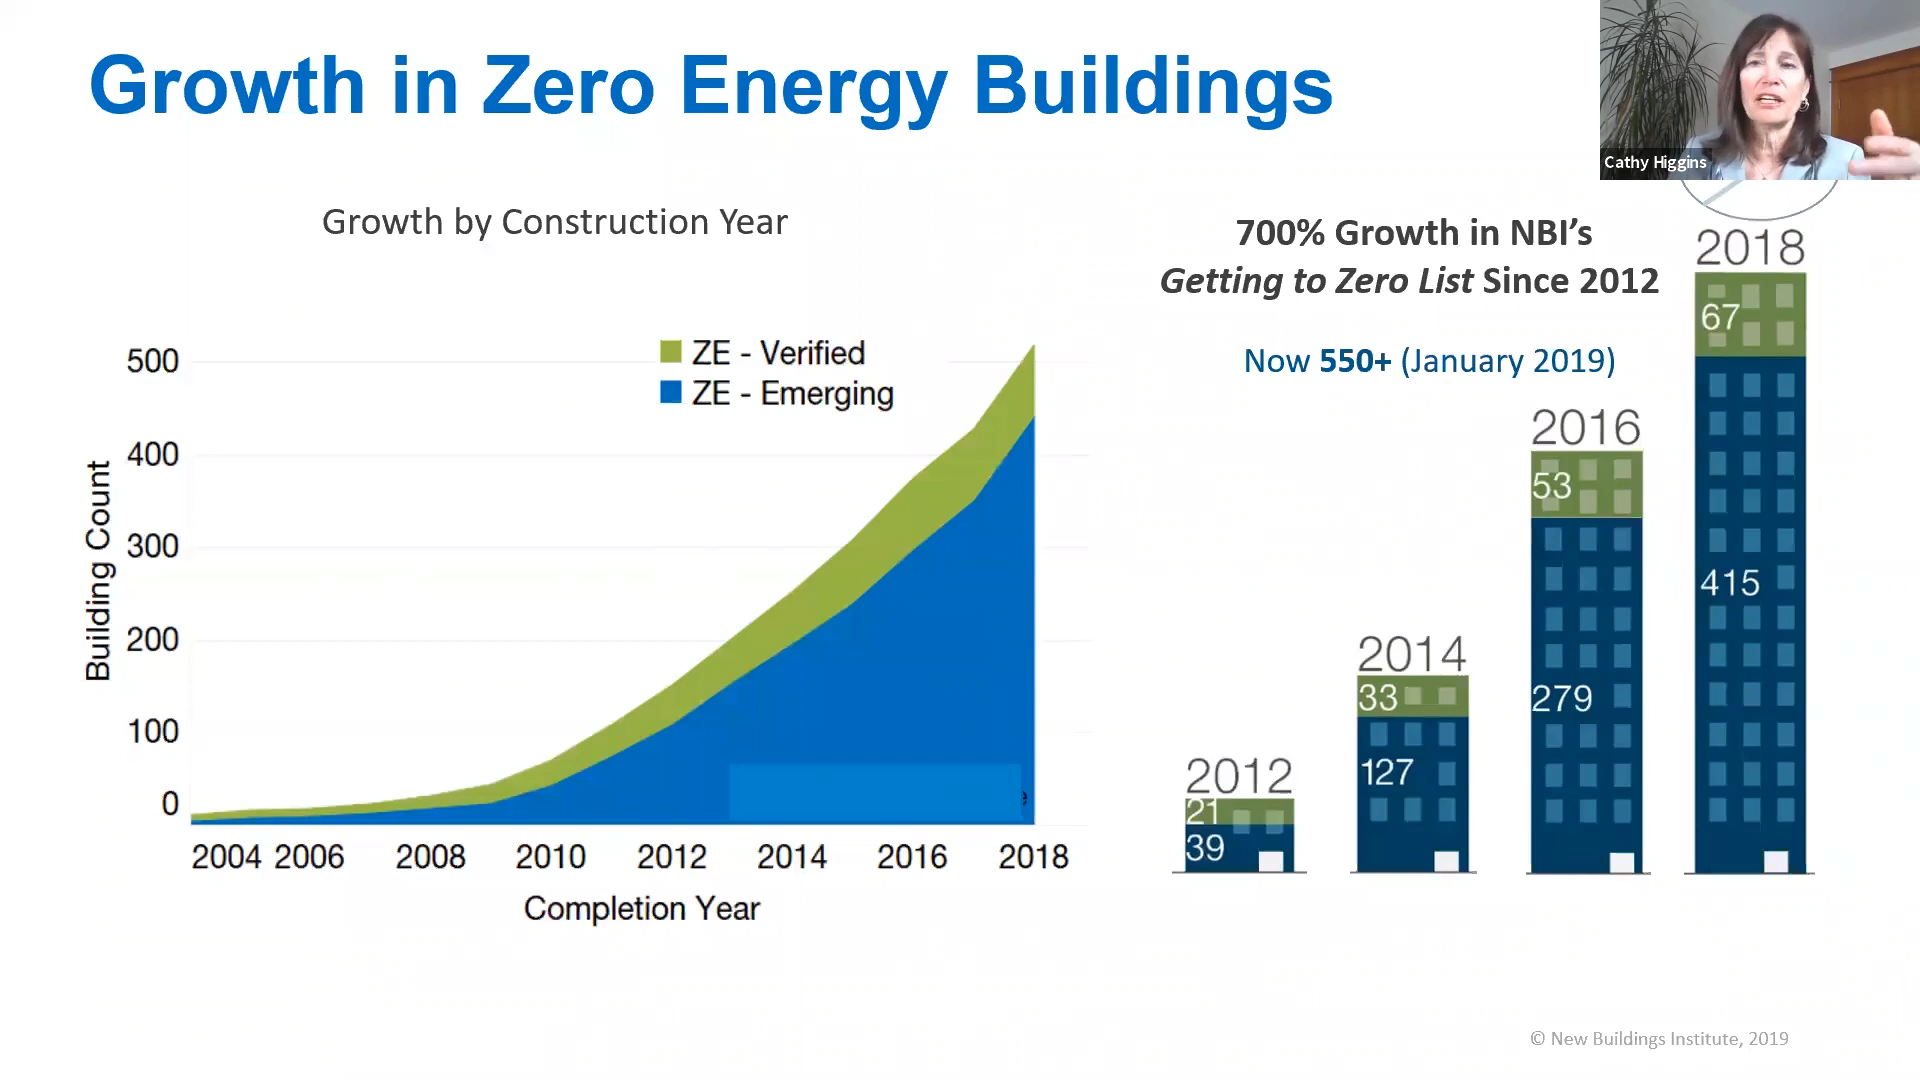 Growth in Zero Energy Buildings
Cathy Higgins
Growth by Construction Year
ZE - Verified
ZE - Emerging
500
400
300
200
100
0
Building Count
2004 2006 2008 2010 2012 2014 2016 2018
Completion Year
700% Growth in NBI’s
Getting to Zero List Since 2012
Now 550+ (January 2019)
2012
21
39
2014
33
127
2016
53
279
2018
67
415
© New Buildings Institute, 2019